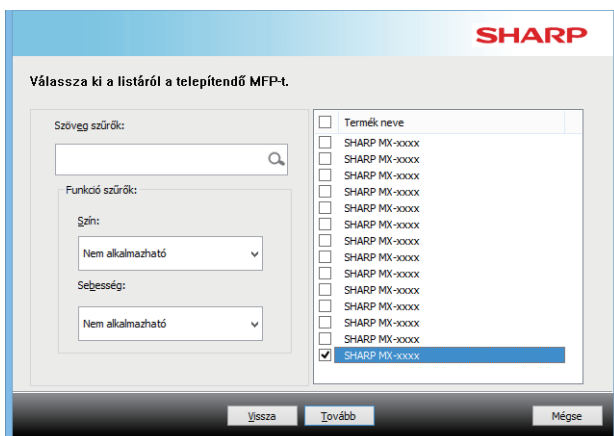 SHARP
Válassza ki a listáról a telepítendő MFP-t.
Szöveg szűrők:
Funkció szűrők:
Szín:
Nem alkalmazható
Sebesség:
Nem alkalmazható
Termék neve
SHARP MX-xxxx
SHARP MX-xxxx
SHARP MX-xxxx
SHARP MX-xxxx
SHARP MX-xxxx
SHARP MX-xxxx
SHARP MX-xxxx
SHARP MX-xxxx
SHARP MX-xxxx
SHARP MX-xxxx
SHARP MX-xxxx
SHARP MX-xxxx
SHARP MX-xxxx
SHARP MX-xxxx
Vissza Tovább Mégse